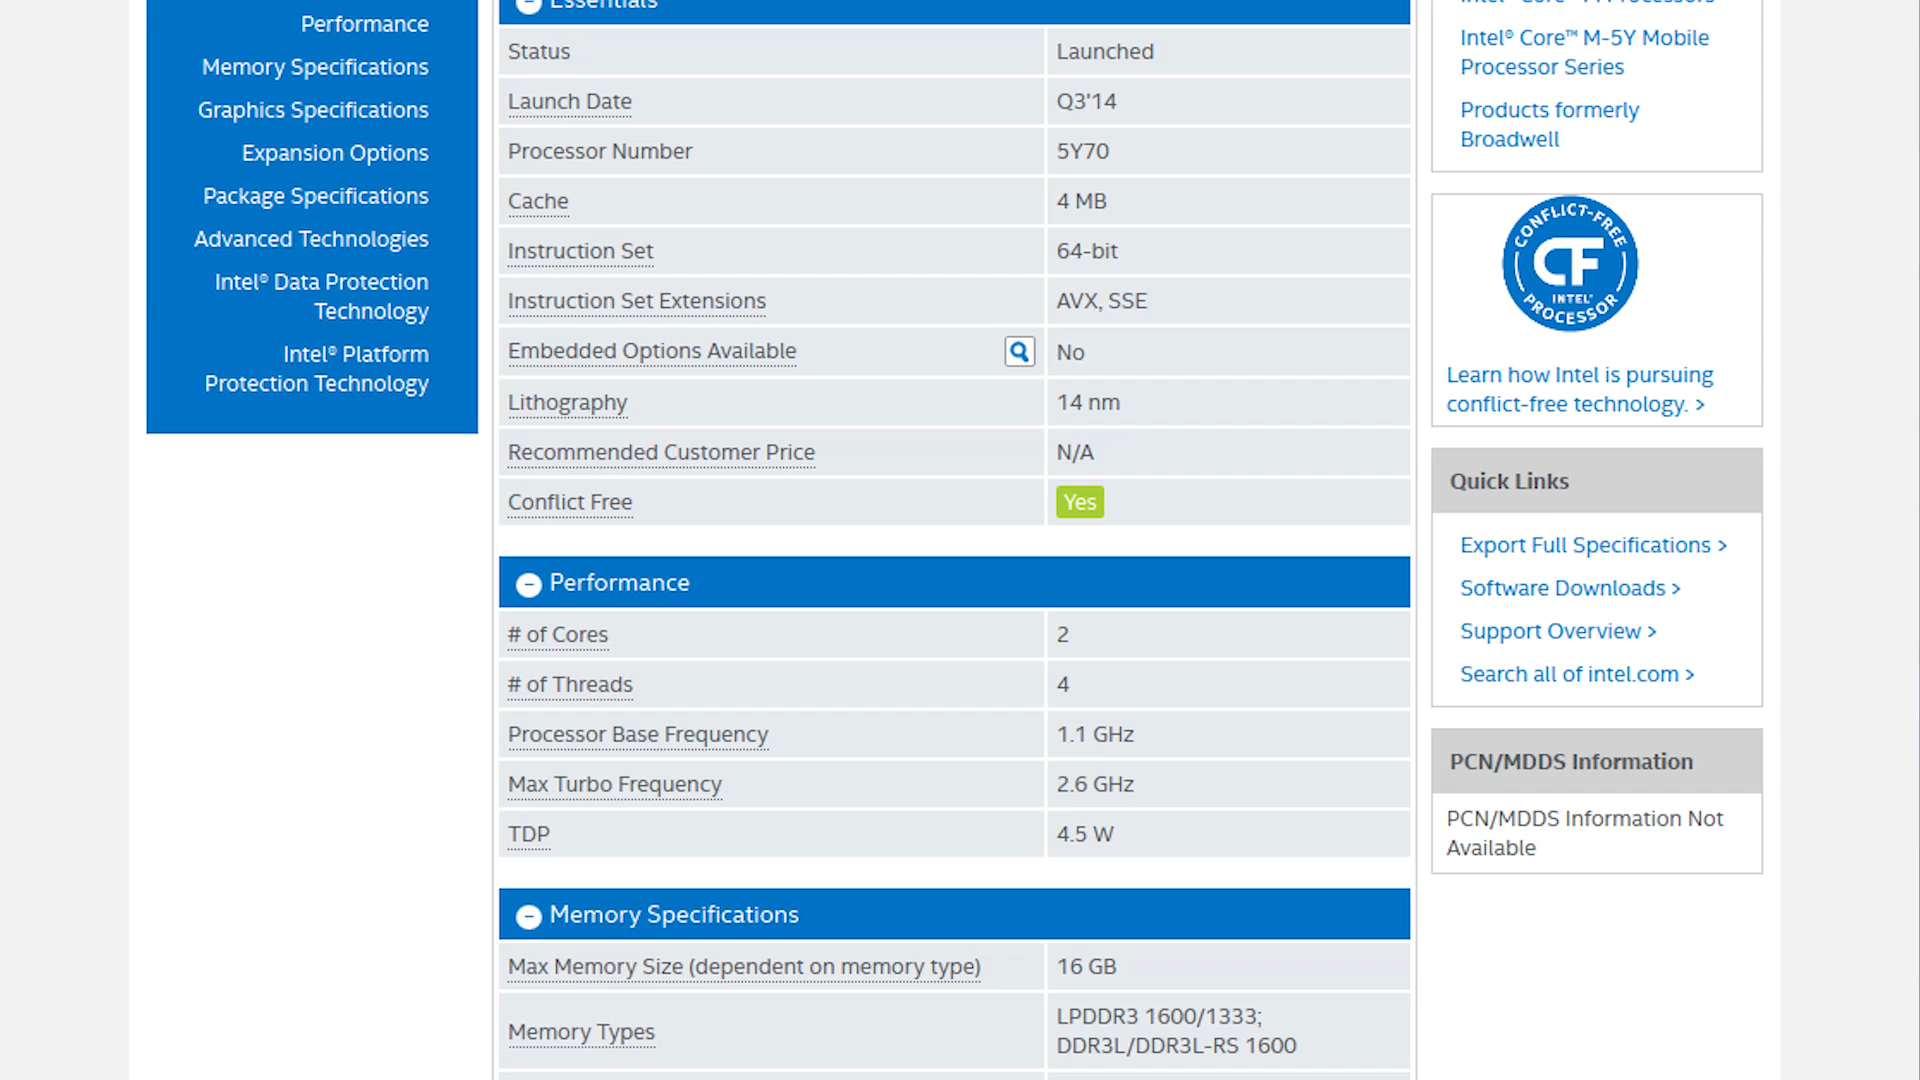 Performance
Memory Specifications
Graphics Specifications
Expansion Options
Package Specifications
Advanced Technologies
Intel® Data Protection
Technology
Intel® Platform
Protection Technology
Essentials
Status Launched
Launch Date Q3'14
Processor Number 5Y70
Cache 4 MB
Instruction Set 64-bit
Instruction Set Extensions AVX, SSE
Embedded Options Available No
Lithography 14 nm
Recommended Customer Price N/A
Conflict Free Yes
Performance
# of Cores 2
# of Threads 4
Processor Base Frequency 1.1 GHz
Max Turbo Frequency 2.6 GHz
TDP 4.5 W
Memory Specifications
Max Memory Size (dependent on memory type) 16 GB
Memory Types LPDDR3 1600/1333;
DDR3L/DDR3L-RS 1600
Intel® Core™ M Processors
Intel® Core™ M-5Y Mobile
Processor Series
Products formerly
Broadwell
CONFLICT-FREE
CF
INTEL®
PROCESSOR
Learn how Intel is pursuing
conflict-free technology. >
Quick Links
Export Full Specifications >
Software Downloads >
Support Overview >
Search all of intel.com >
PCN/MDDS Information
PCN/MDDS Information Not
Available